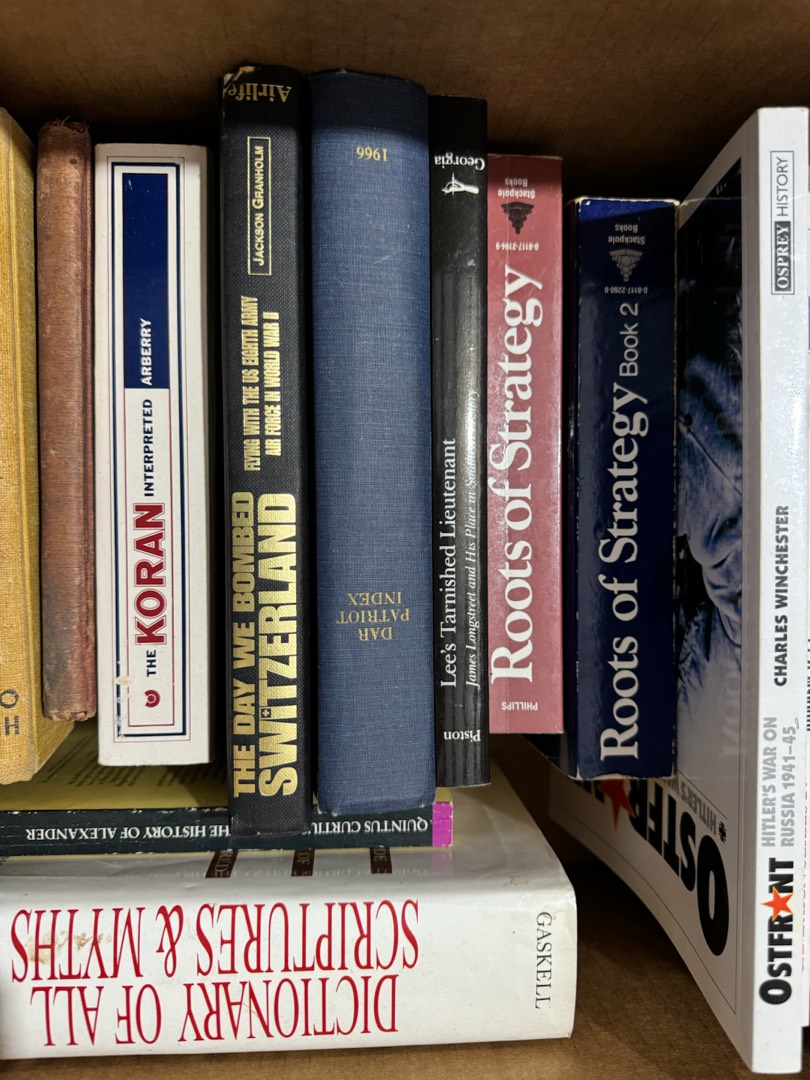 THE KORAN INTERPRETED ARBERRY
Airlife
JACKSON GRANHOLM
FLYING WITH THE US EIGHTH ARMY
AIR FORCE IN WORLD WAR II
THE DAY WE BOMBED
SWITZERLAND
1966
DAR
PATRIOT
INDEX
Georgia
Lee's Tarnished Lieutenant
James Longstreet and His Place in Southern History
Piston
Stackpole
Books
0-8117-2194-9
Roots of Strategy
PHILLIPS
Stackpole
Books
0-8117-2260-0
Roots of Strategy Book 2
OSPREY HISTORY
CHARLES WINCHESTER
HITLER'S WAR ON
RUSSIA 1941–45
OSTFRONT
OSTFR
HITLER'S W
QUINTUS CURTIUS
THE HISTORY OF ALEXANDER
GASKELL
DICTIONARY OF ALL
SCRIPTURES & MYTHS